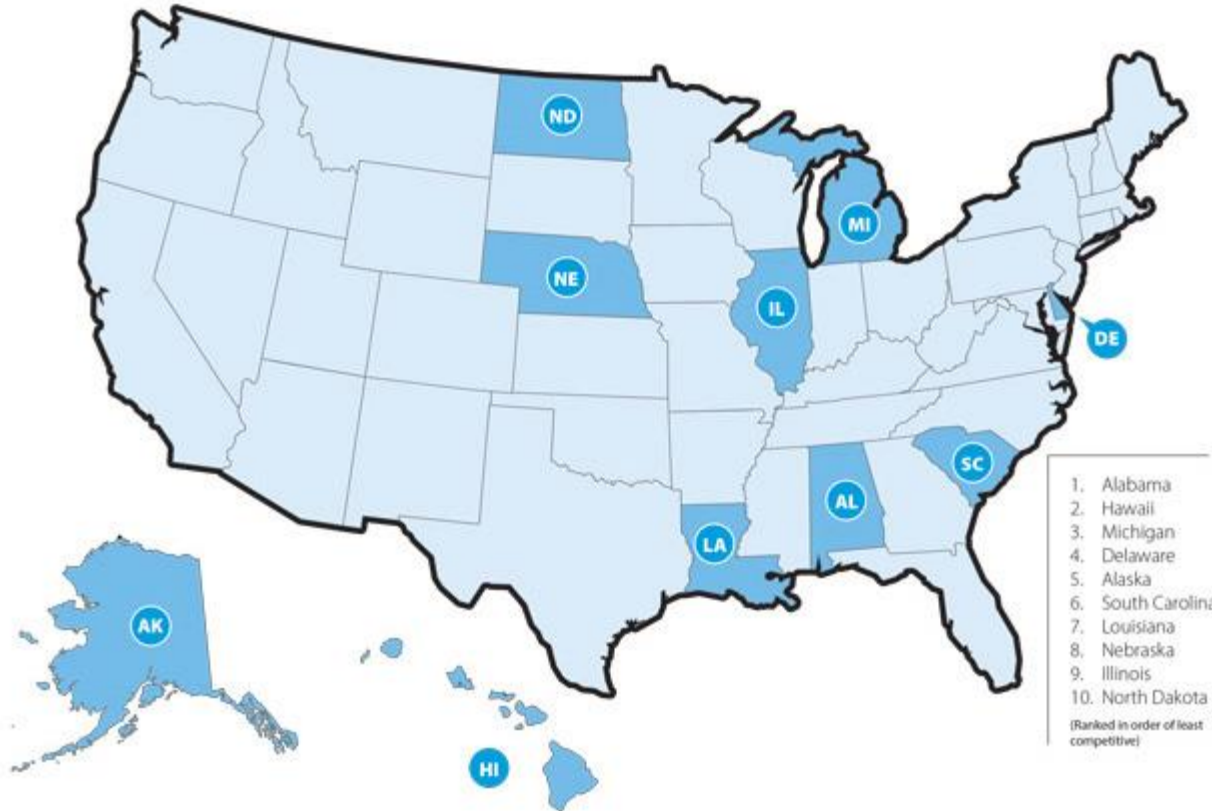 ND
MI
NE
IL
DE
SC
AL
LA
AK
HI
1. Alabama
2. Hawaii
3. Michigan
4. Delaware
5. Alaska
6. South Carolina
7. Louisiana
8. Nebraska
9. Illinois
10. North Dakota
(Ranked in order of least
competitive)